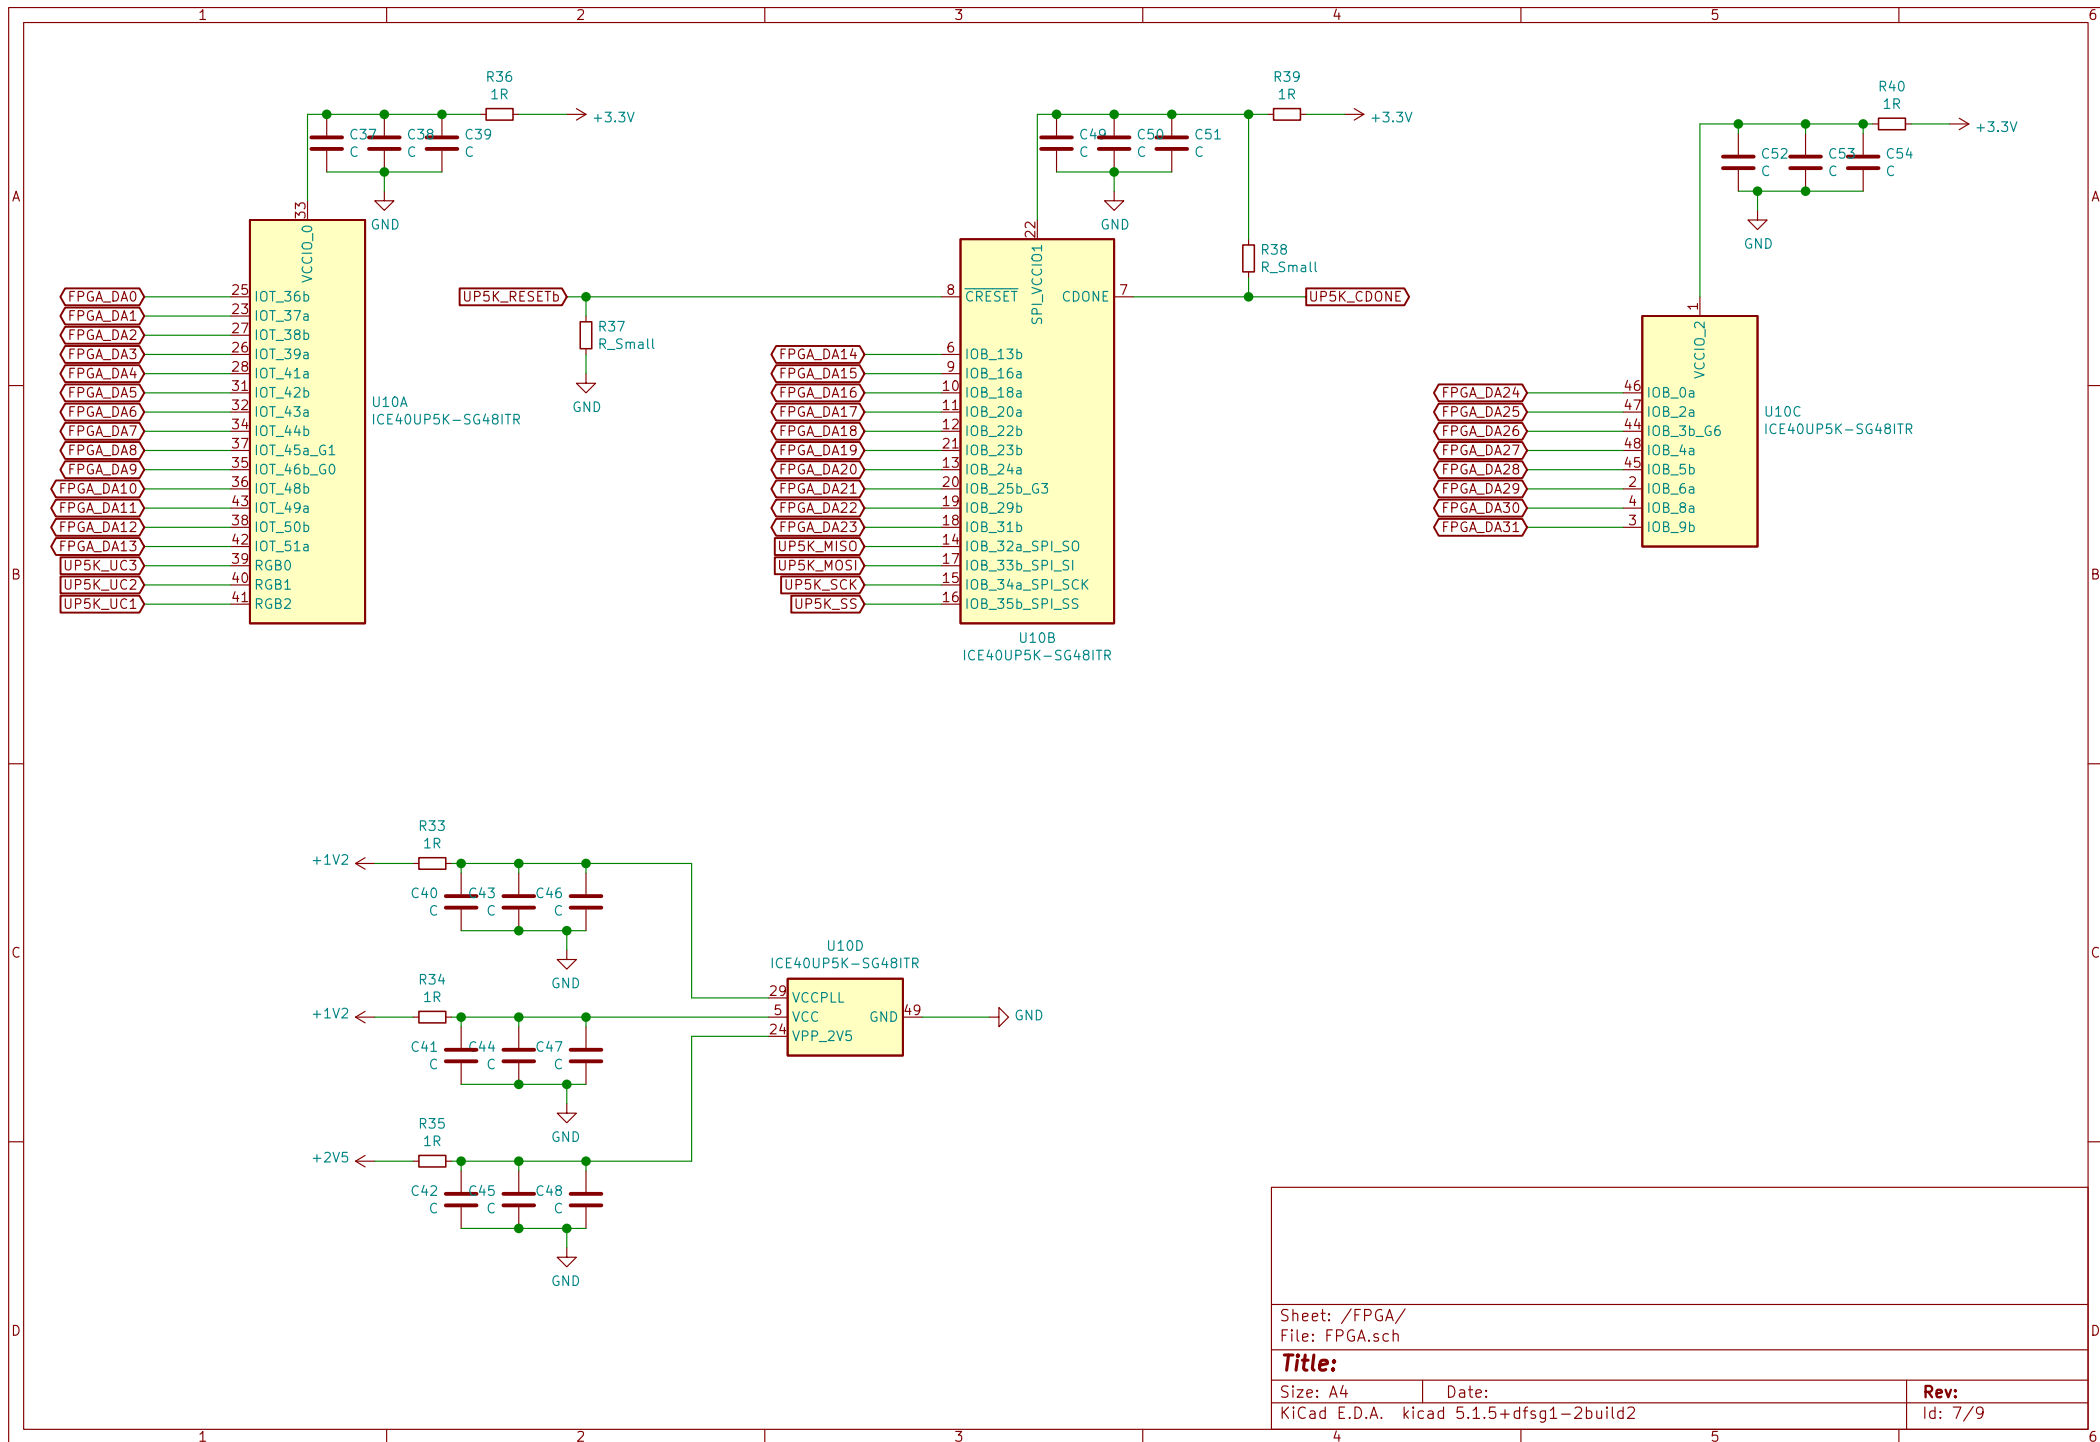 1 2 3 4 5 6
A
B
C
D
R36
1R
+3.3V
C37
C
C38
C
C39
C
GND
33
VCCIO_0
FPGA_DA0 25 IOT_36b
FPGA_DA1 23 IOT_37a
FPGA_DA2 27 IOT_38b
FPGA_DA3 26 IOT_39a
FPGA_DA4 28 IOT_41a
FPGA_DA5 31 IOT_42b
FPGA_DA6 32 IOT_43a
FPGA_DA7 34 IOT_44b
FPGA_DA8 37 IOT_45a_G1
FPGA_DA9 35 IOT_46b_G0
FPGA_DA10 36 IOT_48b
FPGA_DA11 43 IOT_49a
FPGA_DA12 38 IOT_50b
FPGA_DA13 42 IOT_51a
UP5K_UC3 39 RGB0
UP5K_UC2 40 RGB1
UP5K_UC1 41 RGB2
U10A
ICE40UP5K-SG48ITR
R39
1R
+3.3V
C49
C
C50
C
C51
C
GND
22
SPI_VCCIO1
R38
R_Small
UP5K_RESETb 8 CRESET
CDONE 7 UP5K_CDONE
R37
R_Small
GND
FPGA_DA14 6 IOB_13b
FPGA_DA15 9 IOB_16a
FPGA_DA16 10 IOB_18a
FPGA_DA17 11 IOB_20a
FPGA_DA18 12 IOB_22b
FPGA_DA19 21 IOB_23b
FPGA_DA20 13 IOB_24a
FPGA_DA21 20 IOB_25b_G3
FPGA_DA22 19 IOB_29b
FPGA_DA23 18 IOB_31b
UP5K_MISO 14 IOB_32a_SPI_SO
UP5K_MOSI 17 IOB_33b_SPI_SI
UP5K_SCK 15 IOB_34a_SPI_SCK
UP5K_SS 16 IOB_35b_SPI_SS
U10B
ICE40UP5K-SG48ITR
R40
1R
+3.3V
C52
C
C53
C
C54
C
GND
1
VCCIO_2
FPGA_DA24 46 IOB_0a
FPGA_DA25 47 IOB_2a
FPGA_DA26 44 IOB_3b_G6
FPGA_DA27 48 IOB_4a
FPGA_DA28 45 IOB_5b
FPGA_DA29 2 IOB_6a
FPGA_DA30 4 IOB_8a
FPGA_DA31 3 IOB_9b
U10C
ICE40UP5K-SG48ITR
R33
1R
+1V2
C40
C
C43
C
C46
C
GND
R34
1R
+1V2
C41
C
C44
C
C47
C
GND
R35
1R
+2V5
C42
C
C45
C
C48
C
GND
U10D
ICE40UP5K-SG48ITR
29 VCCPLL
5 VCC
24 VPP_2V5
GND 49 GND
Sheet: /FPGA/
File: FPGA.sch
Title:
Size: A4 Date: Rev:
KiCad E.D.A. kicad 5.1.5+dfsg1-2build2 Id: 7/9
A
B
C
D
1 2 3 4 5 6